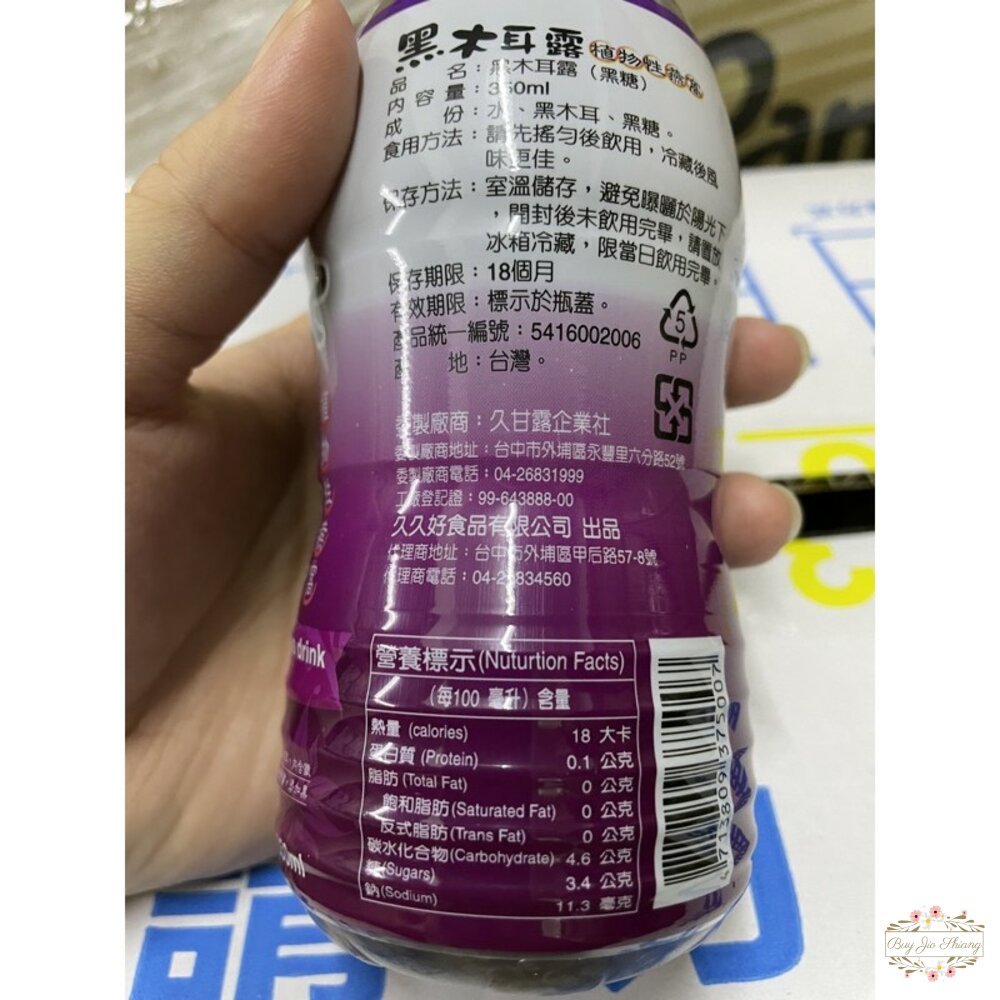 黑木耳露 植物性燕窩
品名：黑木耳露（黑糖）
內容量：350ml
成份：水、黑木耳、黑糖。
食用方法：請先搖勻後飲用，冷藏後風
味更佳。
保存方法：室溫儲存，避免曝曬於陽光下
，開封後未飲用完畢，請置放
冰箱冷藏，限當日飲用完畢。
保存期限：18個月
有效期限：標示於瓶蓋。
產品統一編號：5416002006
產地：台灣。
5
PP
委製廠商：久甘露企業社
委製廠商地址：台中市外埔區永豐里六分路52號
委製廠商電話：04-26831999
工廠登記證：99-643888-00
久久好食品有限公司 出品
代理商地址：台中市外埔區甲后路57-8號
代理商電話：04-26834560
drink
營養標示(Nuturtion Facts)
（每100 毫升）含量
熱量 (calories) 18 大卡
蛋白質 (Protein) 0.1 公克
脂肪 (Total Fat) 0 公克
飽和脂肪 (Saturated Fat) 0 公克
反式脂肪 (Trans Fat) 0 公克
碳水化合物 (Carbohydrate) 4.6 公克
糖 (Sugars) 3.4 公克
鈉 (Sodium) 11.3 毫克
4713809375007
Buy Jio Shiang